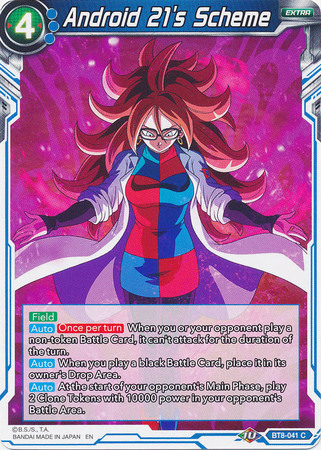 4
Android 21's Scheme
EXTRA
Field
Auto Once per turn When you or your opponent play a
non-token Battle Card, it can't attack for the duration of
the turn.
Auto When you play a black Battle Card, place it in its
owner's Drop Area.
Auto At the start of your opponent's Main Phase, play
2 Clone Tokens with 10000 power in your opponent's
Battle Area.
©B.S./S., T.A.
BANDAI MADE IN JAPAN EN
BT8-041 C